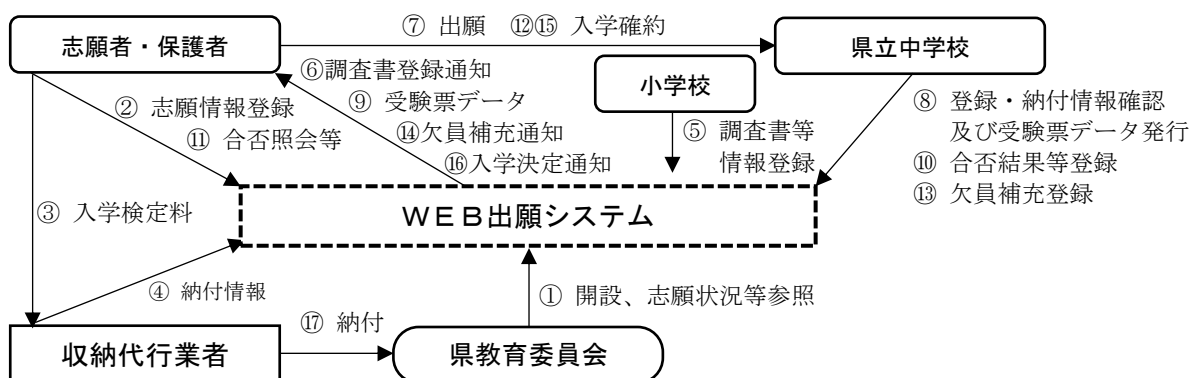 ⑦ 出願　⑫⑮ 入学確約
志願者・保護者
県立中学校
⑥調査書登録通知
小学校
② 志願情報登録
⑨ 受験票データ
⑧ 登録・納付情報確認
及び受験票データ発行
⑪ 合否照会等
⑭欠員補充通知
⑤ 調査書等
情報登録
⑯入学決定通知
⑩ 合否結果等登録
⑬ 欠員補充登録
③ 入学検定料
ＷＥＢ出願システム
④ 納付情報
① 開設、志願状況等参照
⑰ 納付
収納代行業者
県教育委員会